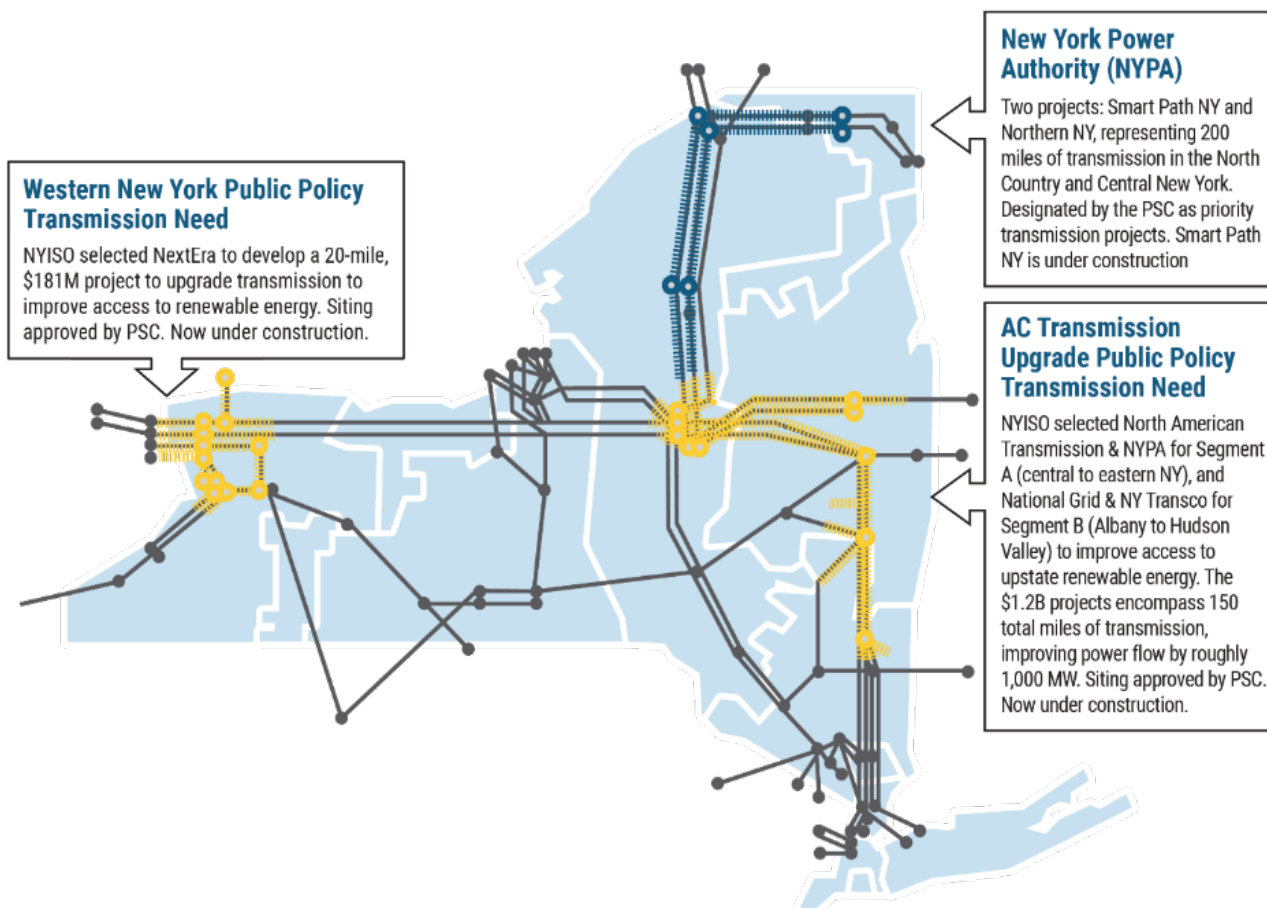 New York Power
Authority (NYPA)
Two projects: Smart Path NY and
Northern NY, representing 200
miles of transmission in the North
Country and Central New York.
Designated by the PSC as priority
transmission projects. Smart Path
NY is under construction
Western New York Public Policy
Transmission Need
NYISO selected NextEra to develop a 20-mile,
$181M project to upgrade transmission to
improve access to renewable energy. Siting
approved by PSC. Now under construction.
AC Transmission
Upgrade Public Policy
Transmission Need
NYISO selected North American
Transmission & NYPA for Segment
A (central to eastern NY), and
National Grid & NY Transco for
Segment B (Albany to Hudson
Valley) to improve access to
upstate renewable energy. The
$1.2B projects encompass 150
total miles of transmission,
improving power flow by roughly
1,000 MW. Siting approved by PSC.
Now under construction.